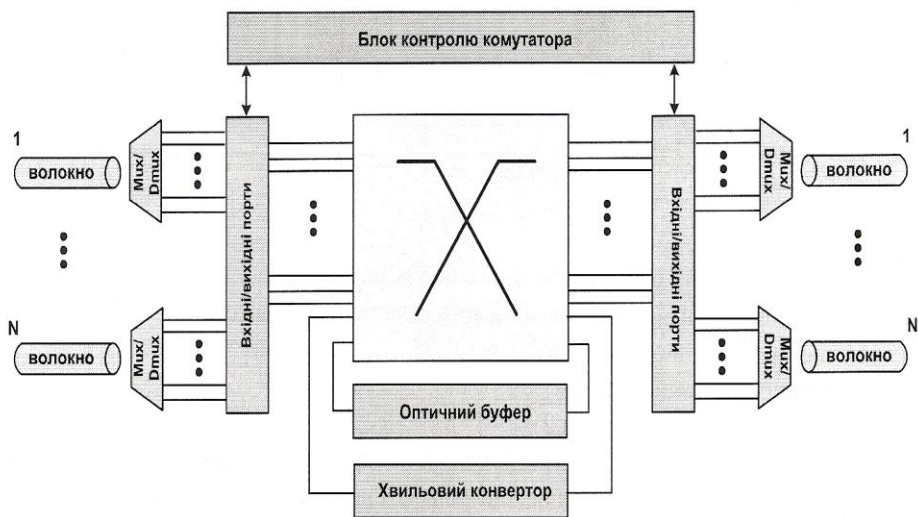 Блок контролю комутатора
1
волокно
Mux/
Dmux
Вхідні/вихідні порти
N
волокно
Mux/
Dmux
Вхідні/вихідні порти
Mux/
Dmux
1
волокно
Mux/
Dmux
N
волокно
Оптичний буфер
Хвильовий конвертор